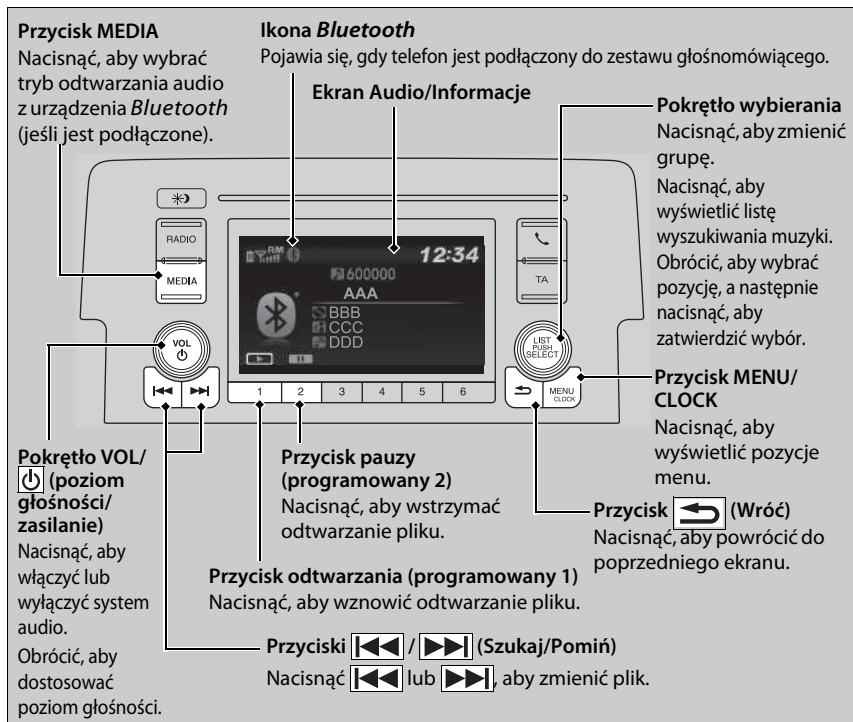 Przycisk MEDIA
Nacisnąć, aby wybrać
tryb odtwarzania audio
z urządzenia Bluetooth
(jeśli jest podłączone).
Ikona Bluetooth
Pojawia się, gdy telefon jest podłączony do zestawu głośnomówiącego.
Ekran Audio/Informacje
Pokrętło wybierania
Nacisnąć, aby zmienić
grupę.
Nacisnąć, aby
wyświetlić listę
wyszukiwania muzyki.
Obrócić, aby wybrać
pozycję, a następnie
nacisnąć, aby
zatwierdzić wybór.
RADIO
MEDIA
RM
12:34
600000
AAA
BBB
CCC
DDD
TA
VOL
LIST
PUSH
SELECT
1 2 3 4 5 6
MENU
CLOCK
Przycisk MENU/
CLOCK
Nacisnąć, aby
wyświetlić pozycje
menu.
Pokrętło VOL/
(poziom
głośności/
zasilanie)
Nacisnąć, aby
włączyć lub
wyłączyć system
audio.
Obrócić, aby
dostosować
poziom głośności.
Przycisk pauzy
(programowany 2)
Nacisnąć, aby wstrzymać
odtwarzanie pliku.
Przycisk (Wróć)
Nacisnąć, aby powrócić do
poprzedniego ekranu.
Przycisk odtwarzania (programowany 1)
Nacisnąć, aby wznowić odtwarzanie pliku.
Przyciski / (Szukaj/Pomiń)
Nacisnąć lub , aby zmienić plik.